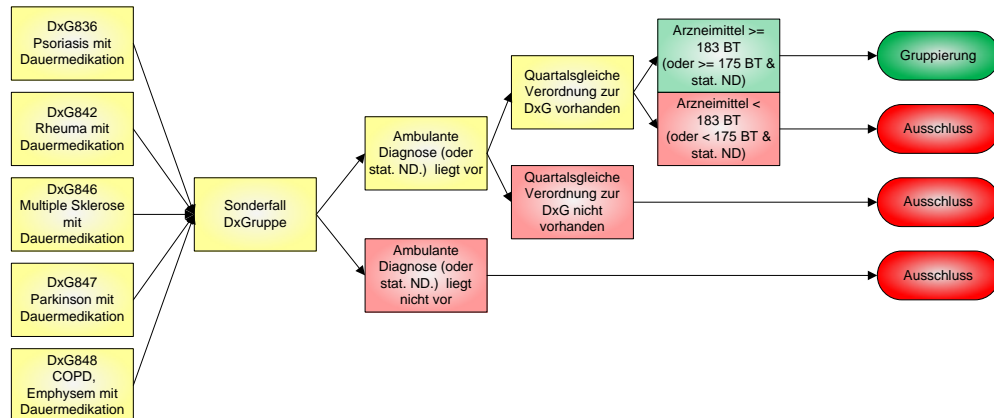 DxG836
Psoriasis mit
Dauermedikation
DxG842
Rheuma mit
Dauermedikation
DxG846
Multiple Sklerose
mit
Dauermedikation
DxG847
Parkinson mit
Dauermedikation
DxG848
COPD,
Emphysem mit
Dauermedikation
Sonderfall
DxGruppe
Ambulante
Diagnose (oder
stat. ND.) liegt vor
Ambulante
Diagnose (oder
stat. ND.) liegt
nicht vor
Quartalsgleiche
Verordnung zur
DxG vorhanden
Quartalsgleiche
Verordnung zur
DxG nicht
vorhanden
Arzneimittel >=
183 BT
(oder >= 175 BT &
stat. ND)
Arzneimittel <
183 BT
(oder < 175 BT &
stat. ND)
Gruppierung
Ausschluss
Ausschluss
Ausschluss